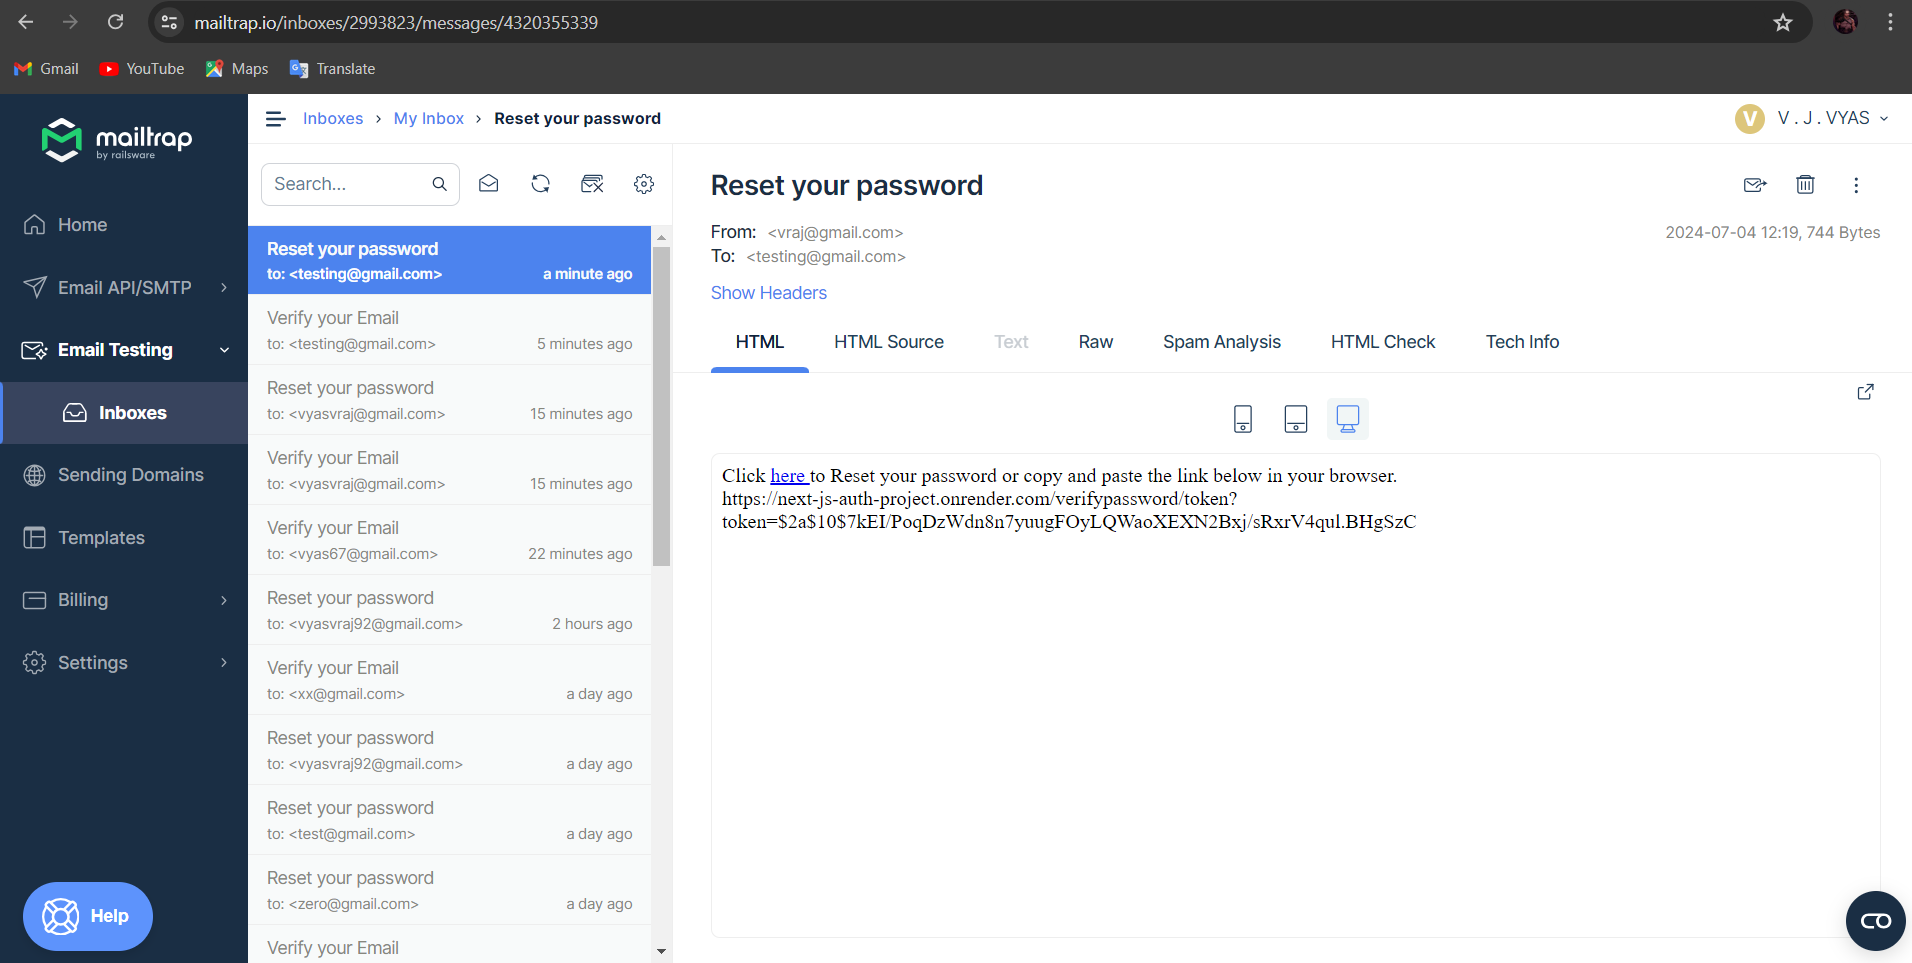 mailtrap.io/inboxes/2993823/messages/4320355339
Gmail YouTube Maps Translate
mailtrap
by railsware
Home
Email API/SMTP
Email Testing
Inboxes
Sending Domains
Templates
Billing
Settings
Help
Inboxes › My Inbox › Reset your password
V
V . J . VYAS
Search...
Reset your password
to: <testing@gmail.com> a minute ago
Verify your Email
to: <testing@gmail.com> 5 minutes ago
Reset your password
to: <vyasvraj@gmail.com> 15 minutes ago
Verify your Email
to: <vyasvraj@gmail.com> 15 minutes ago
Verify your Email
to: <vyas67@gmail.com> 22 minutes ago
Reset your password
to: <vyasvraj92@gmail.com> 2 hours ago
Verify your Email
to: <xx@gmail.com> a day ago
Reset your password
to: <vyasvraj92@gmail.com> a day ago
Reset your password
to: <test@gmail.com> a day ago
Reset your password
to: <zero@gmail.com> a day ago
Verify your Email
Reset your password
From: <vraj@gmail.com> 2024-07-04 12:19, 744 Bytes
To: <testing@gmail.com>
Show Headers
HTML HTML Source Text Raw Spam Analysis HTML Check Tech Info
Click here to Reset your password or copy and paste the link below in your browser.
https://next-js-auth-project.onrender.com/verifypassword/token?
token=$2a$10$7kEI/PoqDzWdn8n7yuugFOyLQWaoXEXN2Bxj/sRxrV4qul.BHgSzC